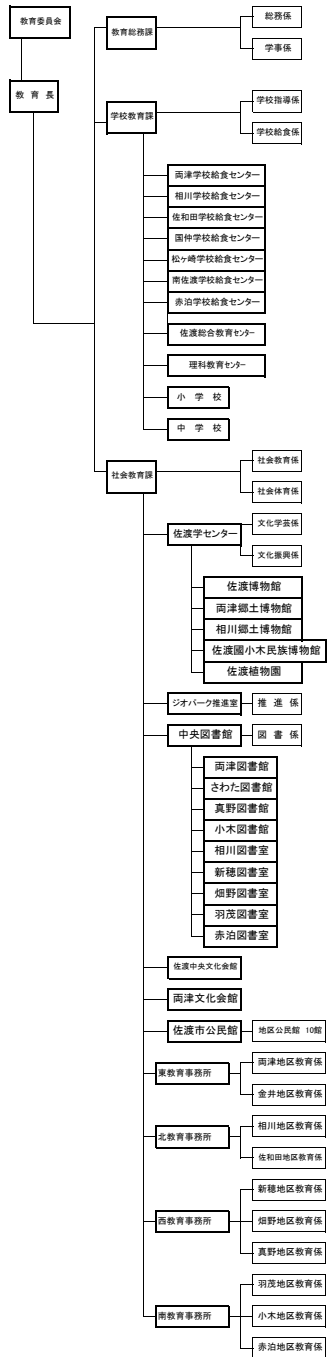 教育委員会
教 育 長
教育総務課
総務係
学事係
学校教育課
学校指導係
学校給食係
両津学校給食センター
相川学校給食センター
佐和田学校給食センター
国仲学校給食センター
松ヶ崎学校給食センター
南佐渡学校給食センター
赤泊学校給食センター
佐渡総合教育センター
理科教育センター
小 学 校
中 学 校
社会教育課
社会教育係
社会体育係
佐渡学センター
文化学芸係
文化振興係
佐渡博物館
両津郷土博物館
相川郷土博物館
佐渡國小木民族博物館
佐渡植物園
ジオパーク推進室
推 進 係
中央図書館
図 書 係
両津図書館
さわた図書館
真野図書館
小木図書館
相川図書室
新穂図書室
畑野図書室
羽茂図書室
赤泊図書室
佐渡中央文化会館
両津文化会館
佐渡市公民館
地区公民館 10館
東教育事務所
両津地区教育係
金井地区教育係
北教育事務所
相川地区教育係
佐和田地区教育係
西教育事務所
新穂地区教育係
畑野地区教育係
真野地区教育係
南教育事務所
羽茂地区教育係
小木地区教育係
赤泊地区教育係